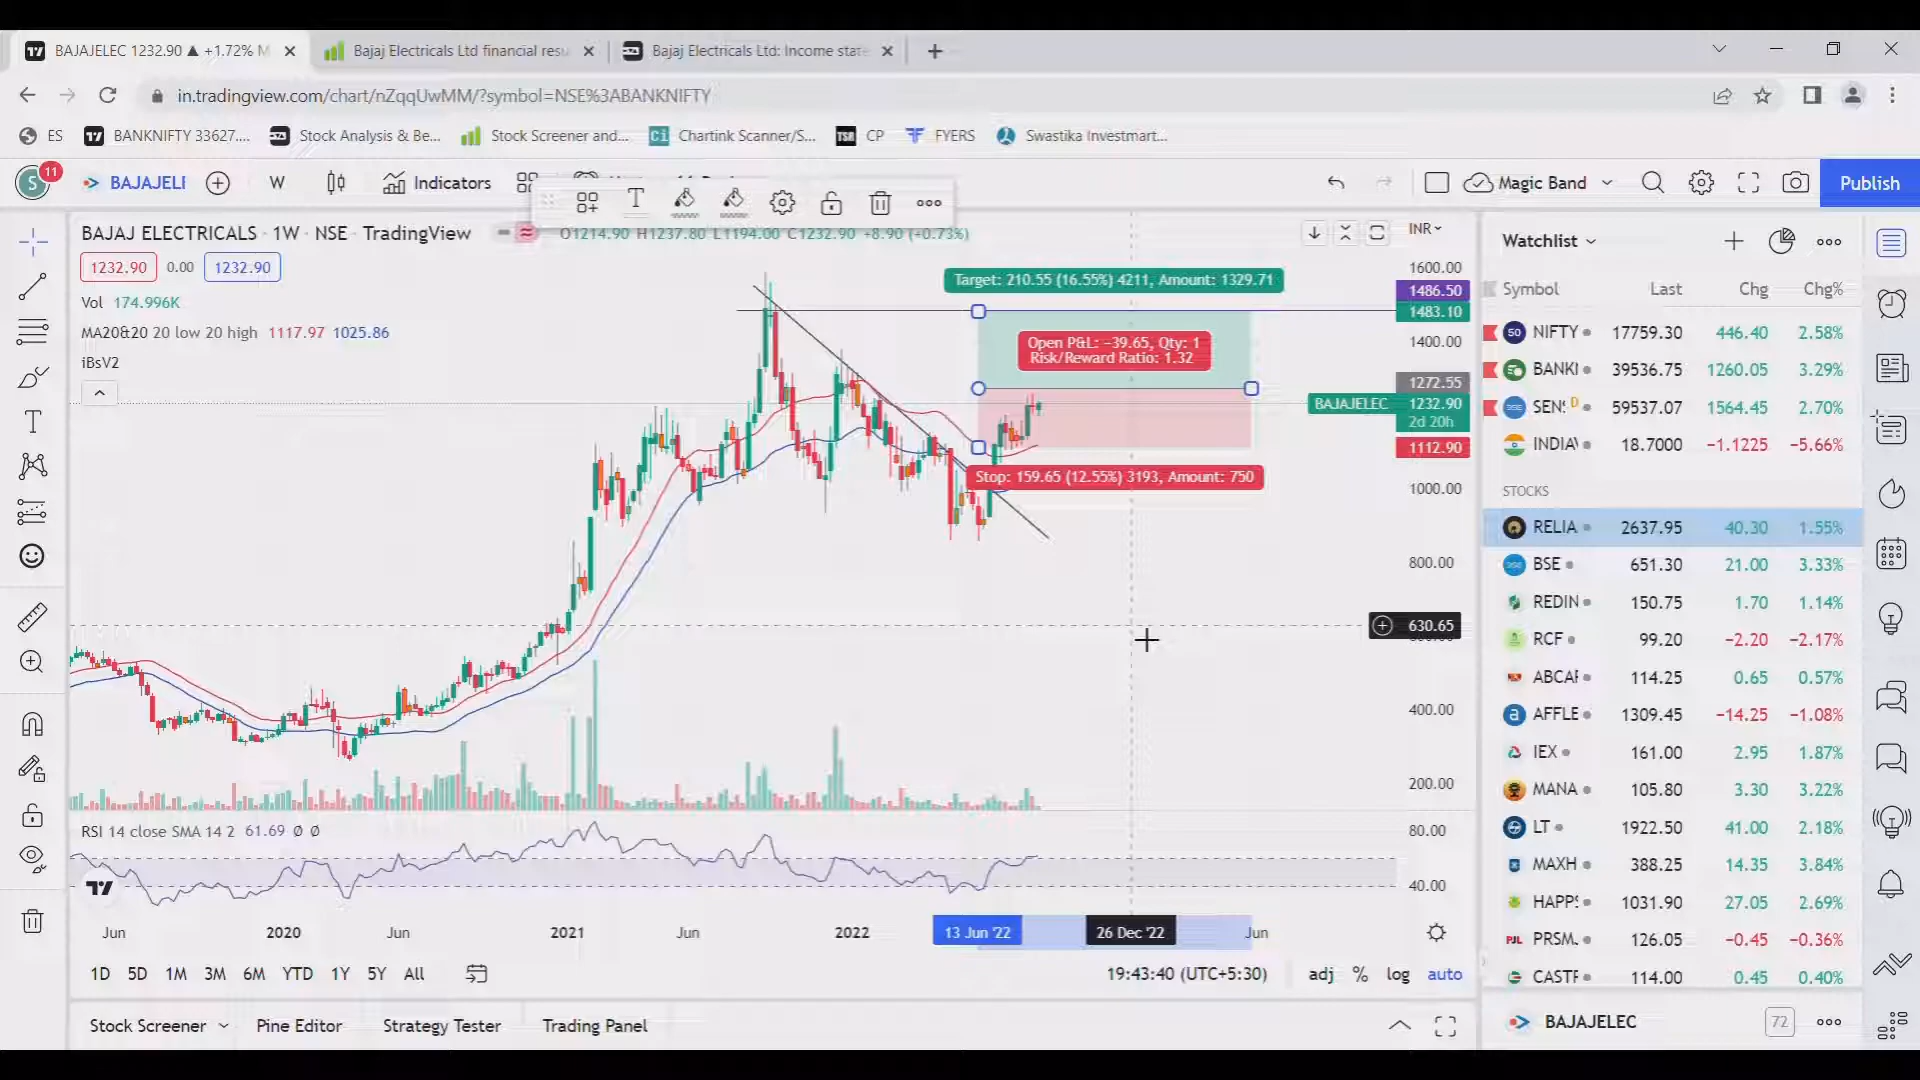 BAJAJELEC 1232.90 ▲ +1.72% M
Bajaj Electricals Ltd financial resu
Bajaj Electricals Ltd: Income state
in.tradingview.com/chart/nZqqUwMM/?symbol=NSE%3ABANKNIFTY
ES
BANKNIFTY 33627....
Stock Analysis & Be...
Stock Screener and...
Chartink Scanner/S...
CP
FYERS
Swastika Investmart...
S
11
BAJAJELE
W
Indicators
Magic Band
Publish
BAJAJ ELECTRICALS · 1W · NSE · TradingView
O1214.90 H1237.80 L1194.00 C1232.90 +8.90 (+0.73%)
INR
1232.90 0.00 1232.90
Vol 174.996K
MA20&20 20 low 20 high 1117.97 1025.86
iBsV2
Target: 210.55 (16.55%) 4211, Amount: 1329.71
Open P&L: −39.65, Qty: 1
Risk/Reward Ratio: 1.32
Stop: 159.65 (12.55%) 3193, Amount: 750
1600.00
1486.50
1483.10
1400.00
1272.55
BAJAJELEC 1232.90
2d 20h
1112.90
1000.00
800.00
630.65
400.00
200.00
RSI 14 close SMA 14 2 61.69 Ø Ø
80.00
40.00
Jun 2020 Jun 2021 Jun 2022 13 Jun '22 26 Dec '22 Jun
1D 5D 1M 3M 6M YTD 1Y 5Y All
19:43:40 (UTC+5:30) adj % log auto
Stock Screener Pine Editor Strategy Tester Trading Panel
Watchlist
Symbol Last Chg Chg%
NIFTY 17759.30 446.40 2.58%
BANKI 39536.75 1260.05 3.29%
SEN D 59537.07 1564.45 2.70%
INDIA 18.7000 −1.1225 −5.66%
STOCKS
RELIA 2637.95 40.30 1.55%
BSE 651.30 21.00 3.33%
REDIN 150.75 1.70 1.14%
RCF 99.20 −2.20 −2.17%
ABCAP 114.25 0.65 0.57%
AFFLE 1309.45 −14.25 −1.08%
IEX 161.00 2.95 1.87%
MANA 105.80 3.30 3.22%
LT 1922.50 41.00 2.18%
MAXH 388.25 14.35 3.84%
HAPPS 1031.90 27.05 2.69%
PRSM 126.05 −0.45 −0.36%
CASTR 114.00 0.45 0.40%
BAJAJELEC 72